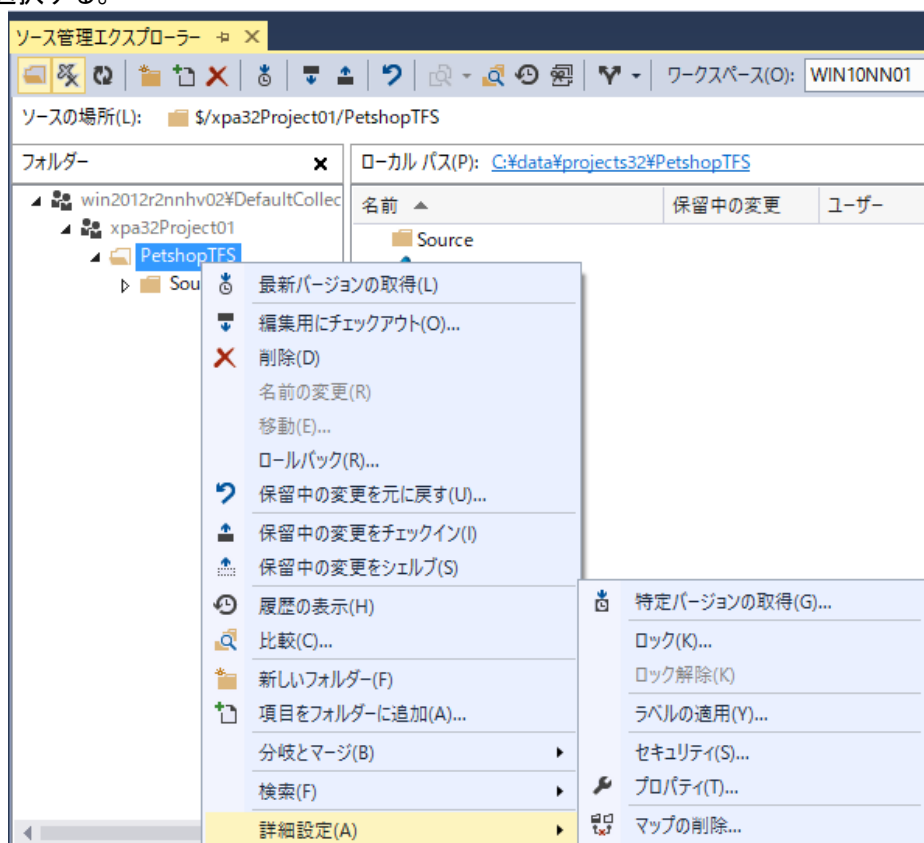 選択する。
ソース管理エクスプローラー
ワークスペース(O): WIN10NN01
ソースの場所(L): $/xpa32Project01/PetshopTFS
フォルダー
ローカル パス(P): C:¥data¥projects32¥PetshopTFS
win2012r2nnhv02¥DefaultCollec
名前 保留中の変更 ユーザー
xpa32Project01
Source
PetshopTFS
Sou
最新バージョンの取得(L)
編集用にチェックアウト(O)...
削除(D)
名前の変更(R)
移動(E)...
ロールバック(R)...
保留中の変更を元に戻す(U)...
保留中の変更をチェックイン(I)
保留中の変更をシェルブ(S)
履歴の表示(H)
比較(C)...
新しいフォルダー(F)
項目をフォルダーに追加(A)...
分岐とマージ(B)
検索(F)
詳細設定(A)
特定バージョンの取得(G)...
ロック(K)...
ロック解除(K)
ラベルの適用(Y)...
セキュリティ(S)...
プロパティ(T)...
マップの削除...